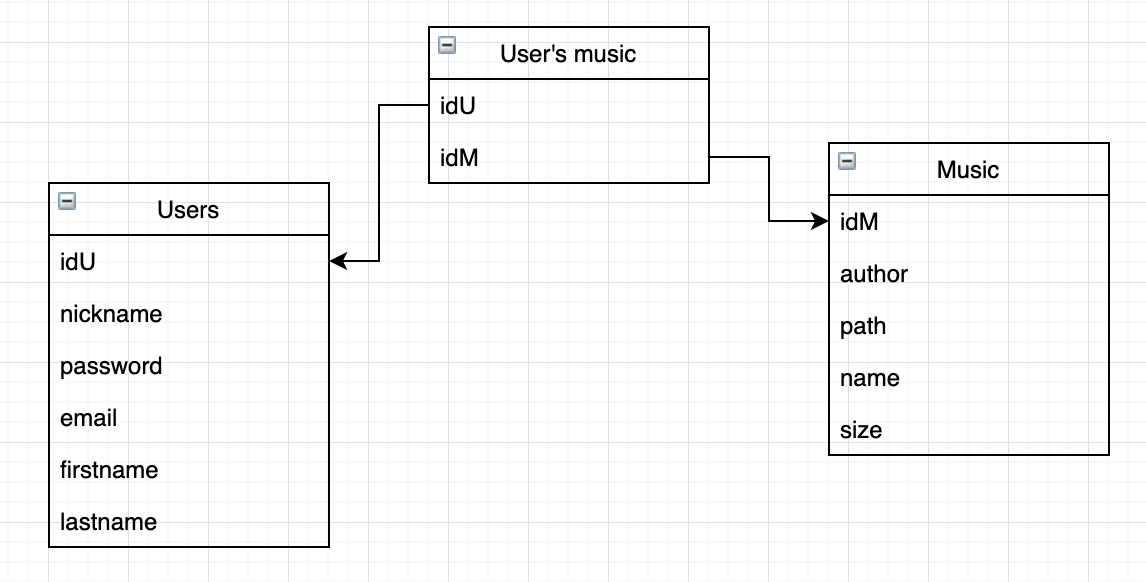 User's music
idU
idM
Users
idU
nickname
password
email
firstname
lastname
Music
idM
author
path
name
size